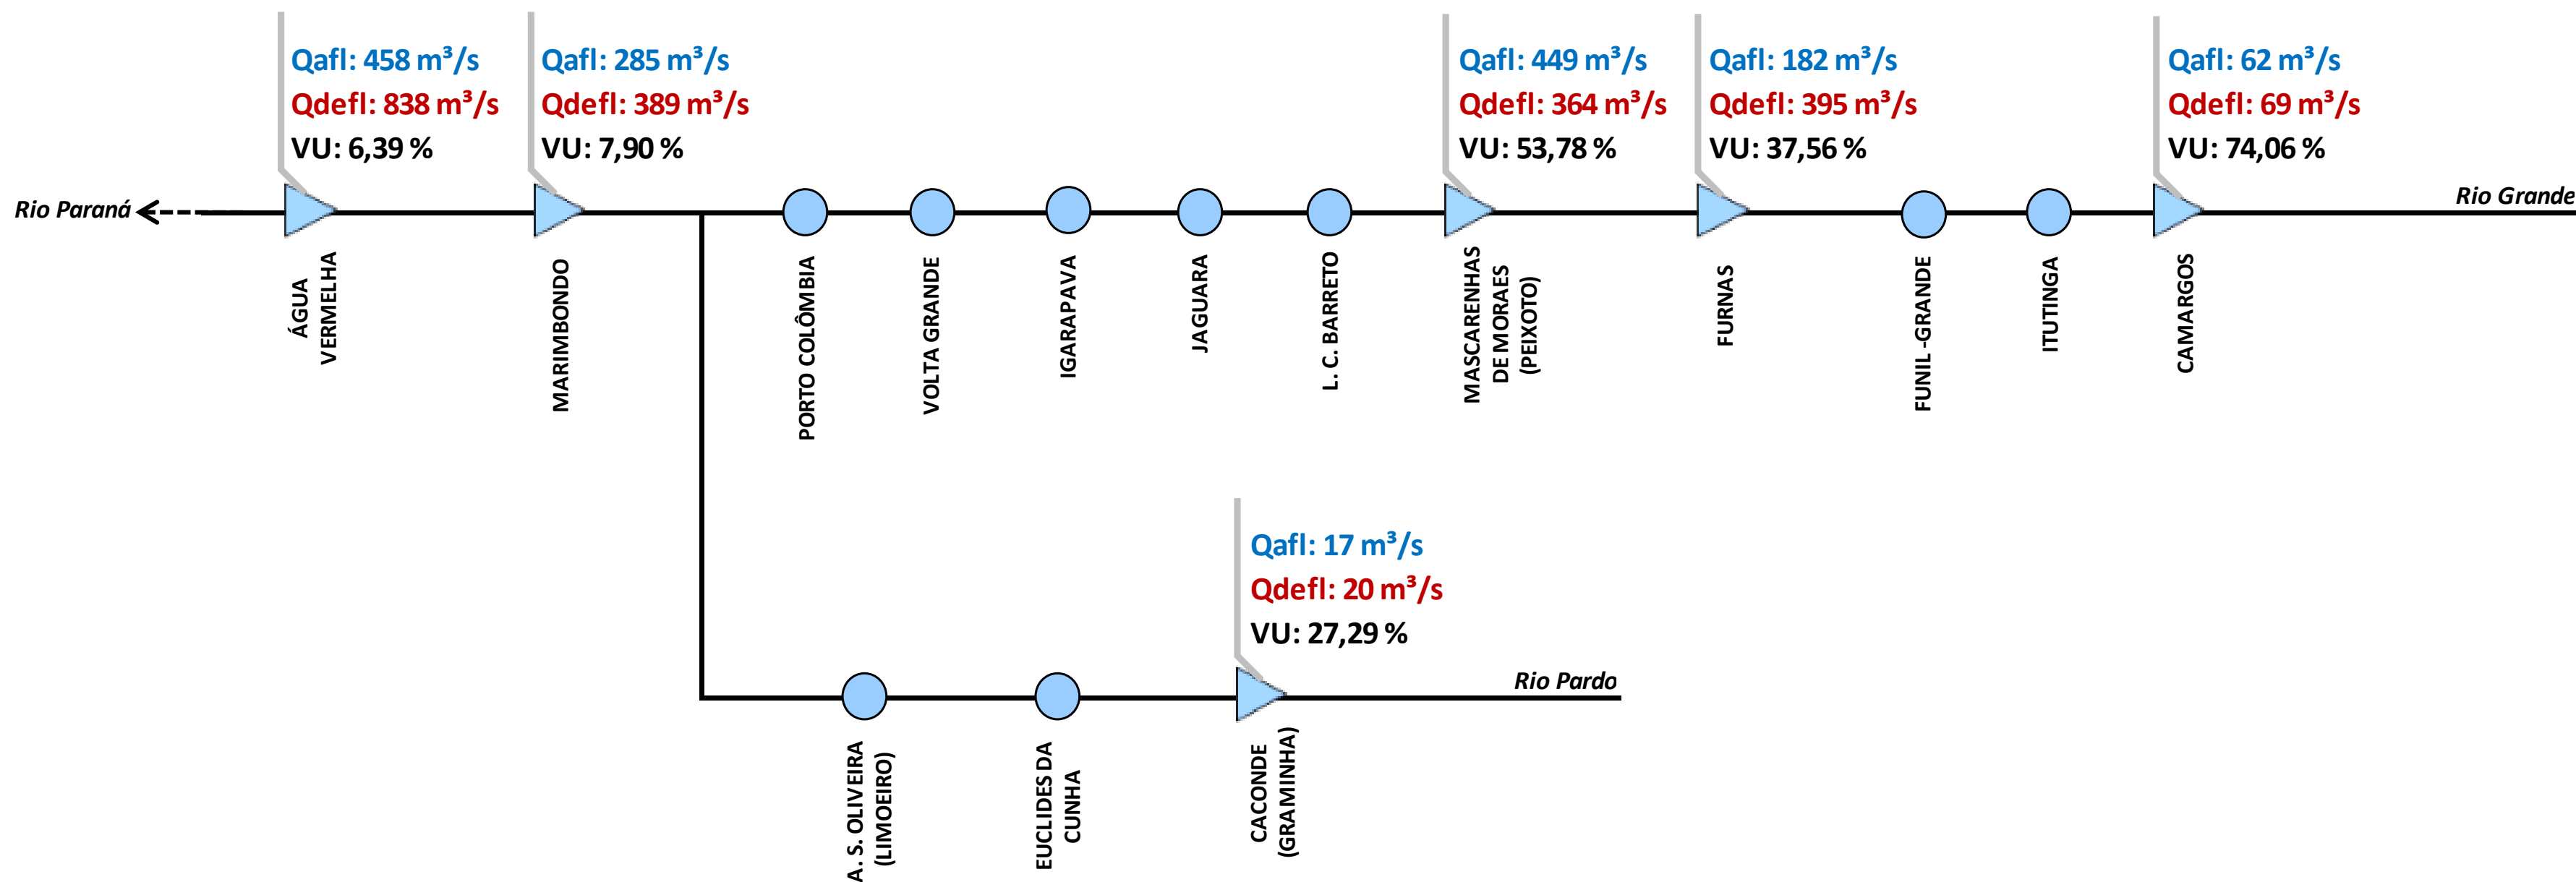 Qafl: 458 m³/s
Qdefl: 838 m³/s
VU: 6,39 %
Qafl: 285 m³/s
Qdefl: 389 m³/s
VU: 7,90 %
Qafl: 449 m³/s
Qdefl: 364 m³/s
VU: 53,78 %
Qafl: 182 m³/s
Qdefl: 395 m³/s
VU: 37,56 %
Qafl: 62 m³/s
Qdefl: 69 m³/s
VU: 74,06 %
Rio Paraná
Rio Grande
ÁGUA
VERMELHA
MARIMBONDO
PORTO COLÔMBIA
VOLTA GRANDE
IGARAPAVA
JAGUARA
L. C. BARRETO
MASCARENHAS
DE MORAES
(PEIXOTO)
FURNAS
FUNIL -GRANDE
ITUTINGA
CAMARGOS
Qafl: 17 m³/s
Qdefl: 20 m³/s
VU: 27,29 %
Rio Pardo
A. S. OLIVEIRA
(LIMOEIRO)
EUCLIDES DA
CUNHA
CACONDE
(GRAMINHA)